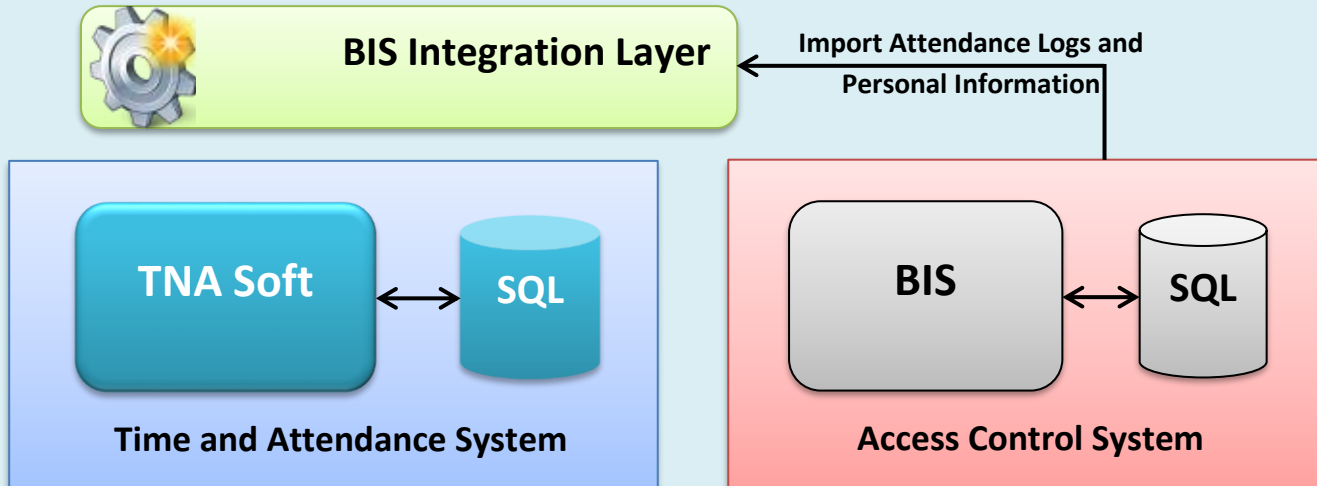 BIS Integration Layer
Import Attendance Logs and
Personal Information
TNA Soft
SQL
Time and Attendance System
BIS
SQL
Access Control System